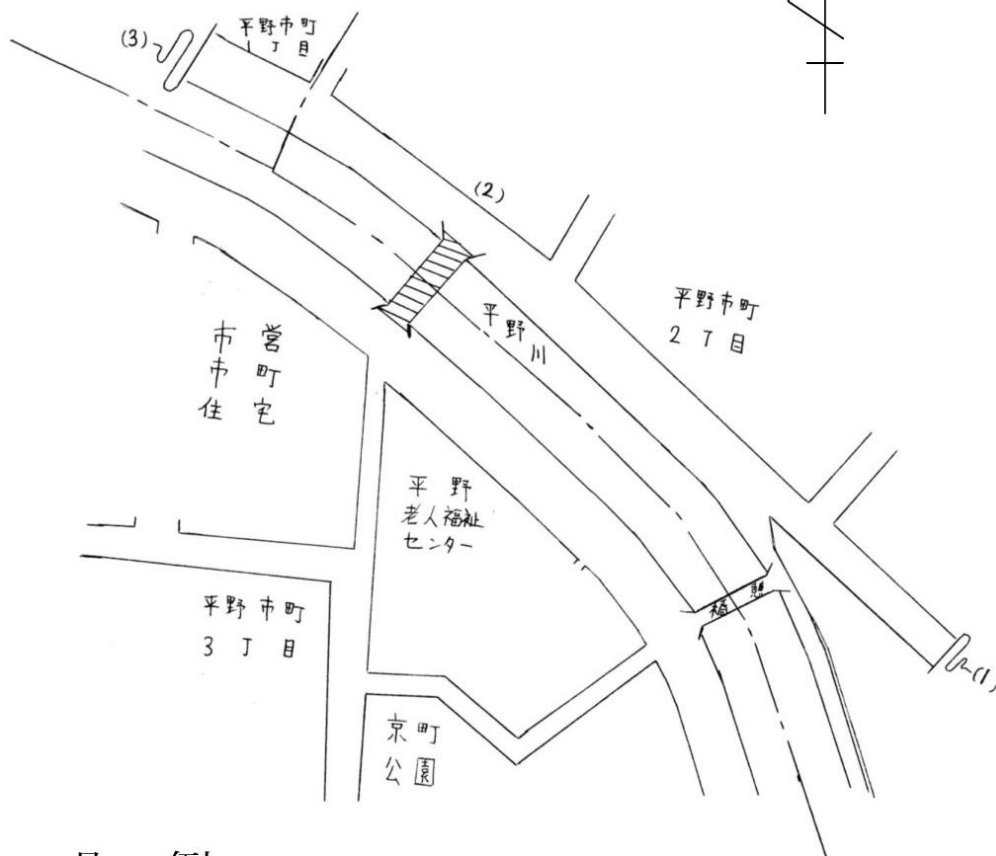 (3)
平野市町
1丁目
(2)
平野市町
2丁目
平野川
市営
市町
住宅
平野
老人福祉
センター
平野市町
3丁目
橋
(1)
京町
公園